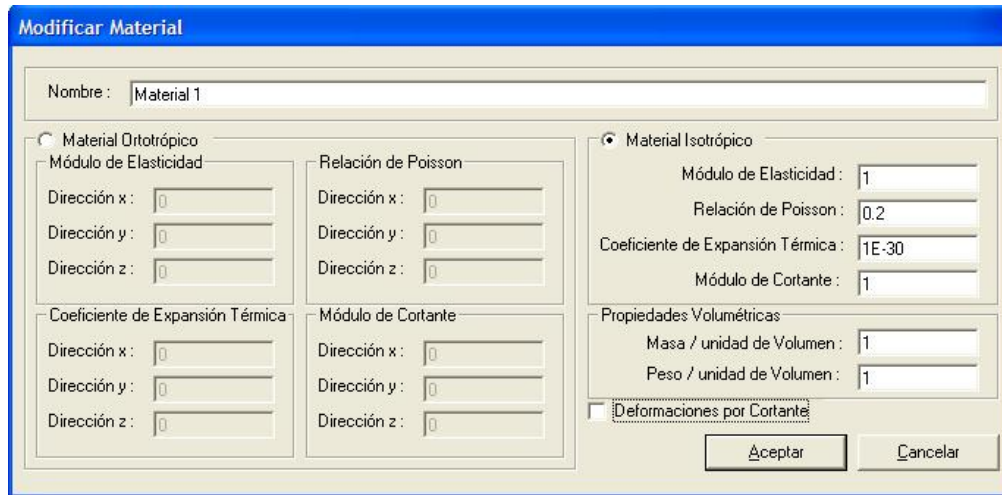 Modificar Material
Nombre : Material 1
Material Ortotrópico
Módulo de Elasticidad
Dirección x : 0
Dirección y : 0
Dirección z : 0
Relación de Poisson
Dirección x : 0
Dirección y : 0
Dirección z : 0
Coeficiente de Expansión Térmica
Dirección x : 0
Dirección y : 0
Dirección z : 0
Módulo de Cortante
Dirección x : 0
Dirección y : 0
Dirección z : 0
Material Isotrópico
Módulo de Elasticidad : 1
Relación de Poisson : 0.2
Coeficiente de Expansión Térmica : 1E-30
Módulo de Cortante : 1
Propiedades Volumétricas
Masa / unidad de Volumen : 1
Peso / unidad de Volumen : 1
Deformaciones por Cortante
Aceptar
Cancelar